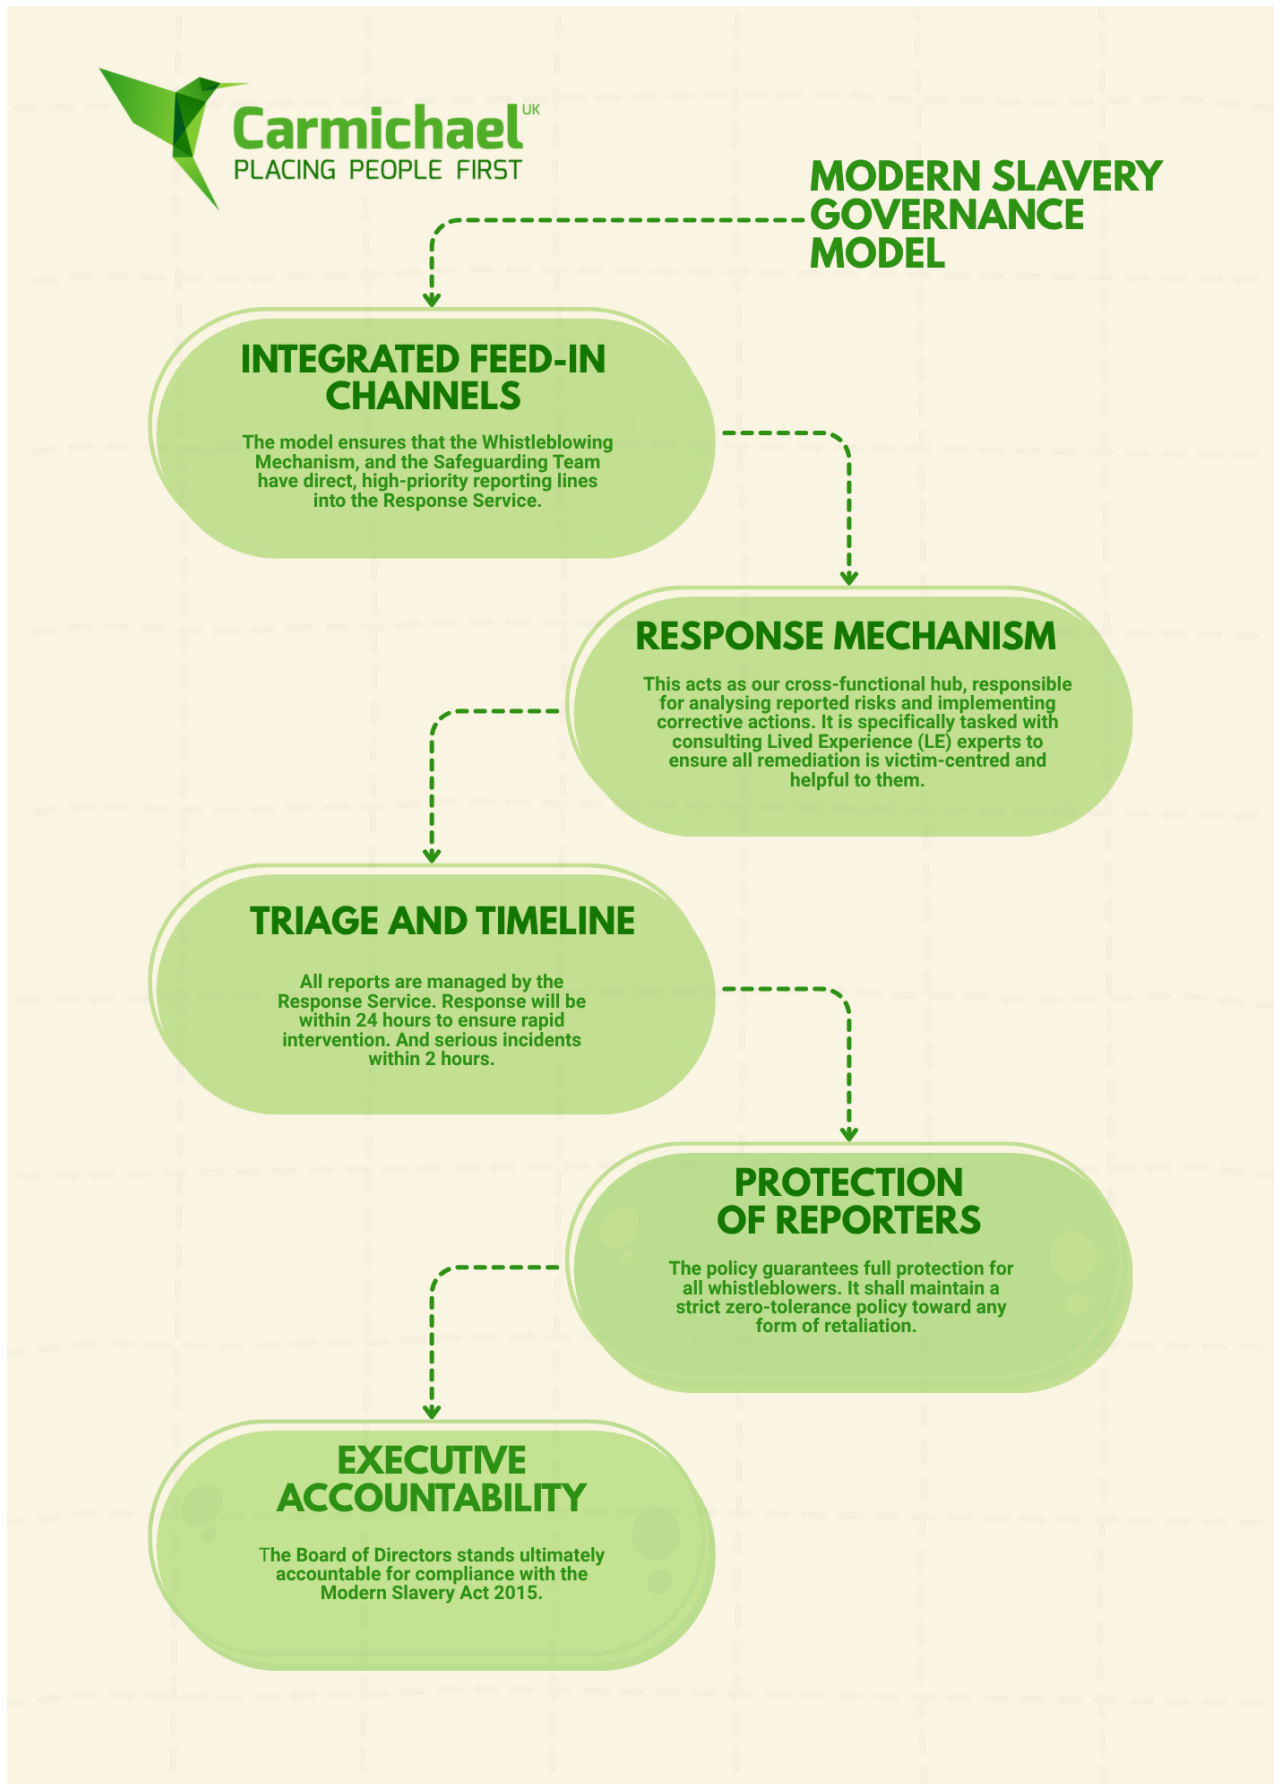 Carmichael UK
PLACING PEOPLE FIRST
MODERN SLAVERY
GOVERNANCE
MODEL
INTEGRATED FEED-IN
CHANNELS
The model ensures that the Whistleblowing
Mechanism, and the Safeguarding Team
have direct, high-priority reporting lines
into the Response Service.
RESPONSE MECHANISM
This acts as our cross-functional hub, responsible
for analysing reported risks and implementing
corrective actions. It is specifically tasked with
consulting Lived Experience (LE) experts to
ensure all remediation is victim-centred and
helpful to them.
TRIAGE AND TIMELINE
All reports are managed by the
Response Service. Response will be
within 24 hours to ensure rapid
intervention. And serious incidents
within 2 hours.
PROTECTION
OF REPORTERS
The policy guarantees full protection for
all whistleblowers. It shall maintain a
strict zero-tolerance policy toward any
form of retaliation.
EXECUTIVE
ACCOUNTABILITY
The Board of Directors stands ultimately
accountable for compliance with the
Modern Slavery Act 2015.